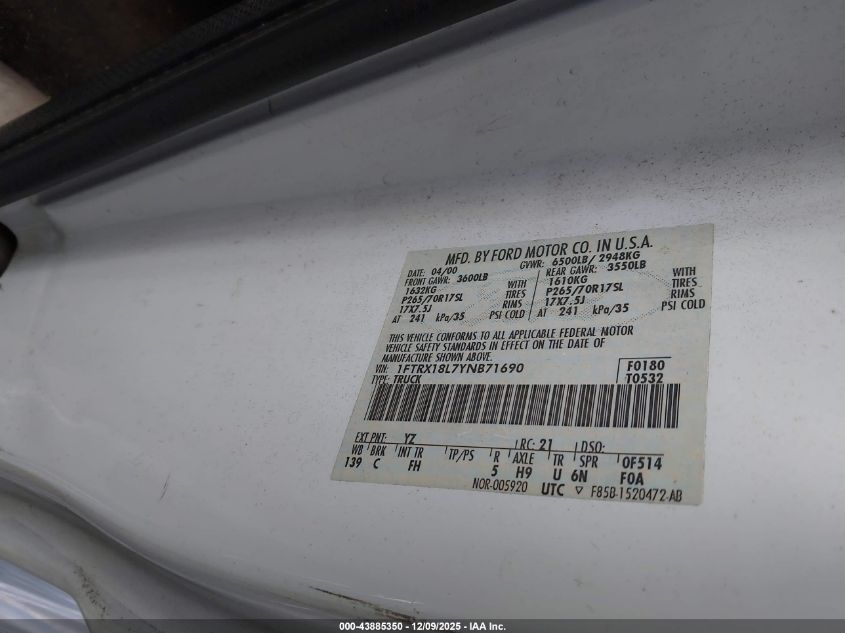 MFD. BY FORD MOTOR CO. IN U.S.A.
DATE: 04/00 GVWR: 6500LB/ 2948KG
FRONT GAWR: 3600LB REAR GAWR: 3550LB
1632KG WITH 1610KG WITH
P265/70R17SL TIRES P265/70R17SL TIRES
17X7.5J RIMS 17X7.5J RIMS
AT 241 kPa/35 PSI COLD AT 241 kPa/35 PSI COLD
THIS VEHICLE CONFORMS TO ALL APPLICABLE FEDERAL MOTOR
VEHICLE SAFETY STANDARDS IN EFFECT ON THE DATE OF
MANUFACTURE SHOWN ABOVE.
VIN: 1FTRX18L7YNB71690 F0180
TYPE: TRUCK T0532
EXT PNT: YZ RC: 21 DSO:
WB BRK INT TR TP/PS R AXLE TR SPR 0F514
139 C FH 5 H9 U 6N F0A
NOR-005920 UTC ▽ F85B-1520472-AB
000-43885350 - 12/09/2025 - IAA Inc.